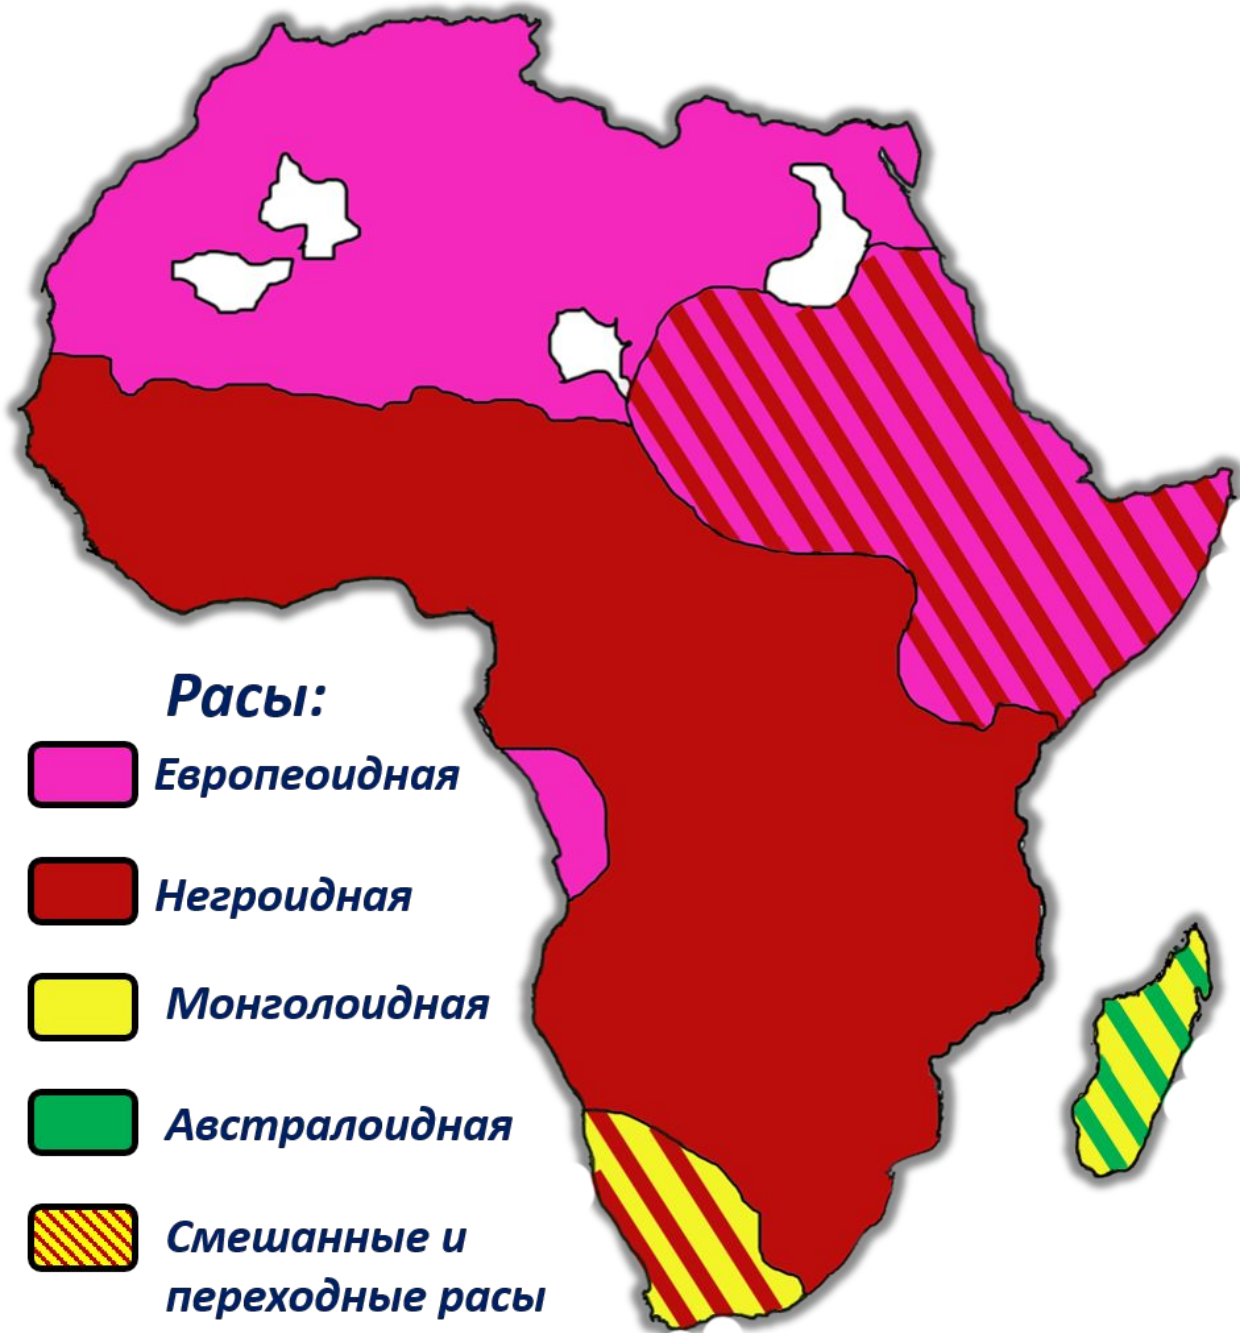 Расы:
Европеоидная
Негроидная
Монголоидная
Австралоидная
Смешанные и
переходные расы